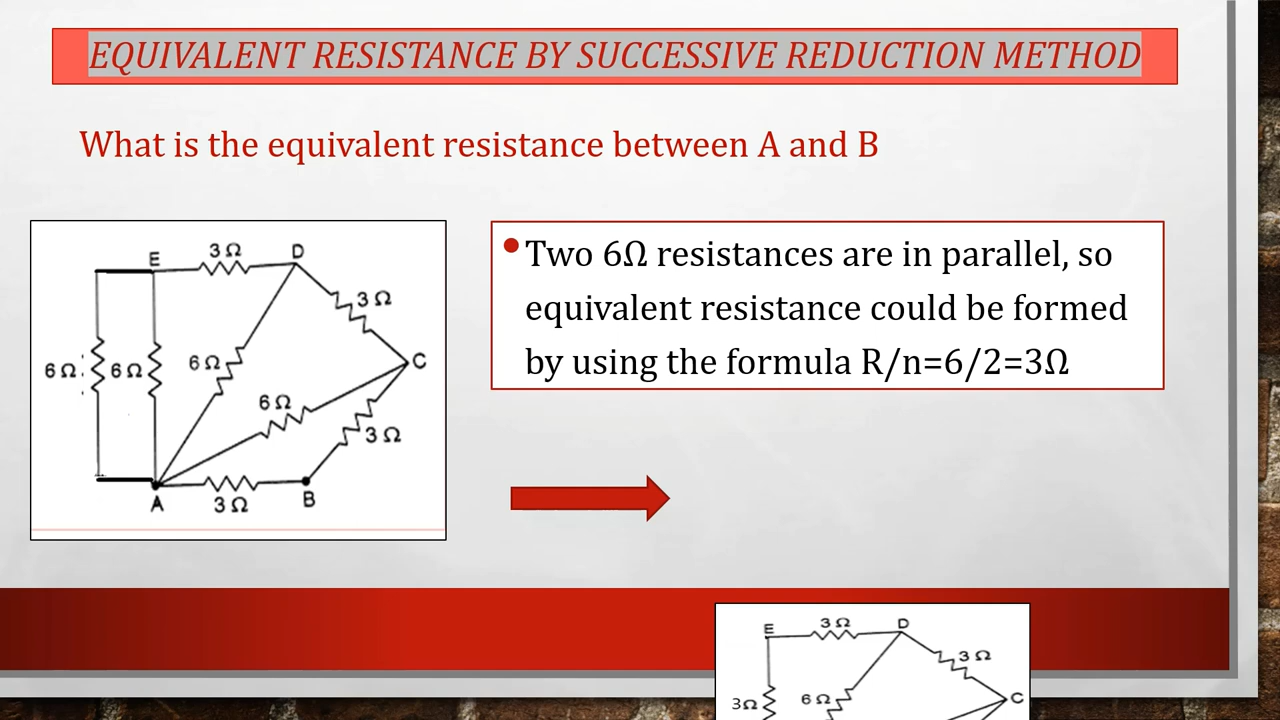 EQUIVALENT RESISTANCE BY SUCCESSIVE REDUCTION METHOD
What is the equivalent resistance between A and B
3Ω
E
D
3Ω
6Ω
6Ω
6Ω
C
6Ω
3Ω
A
3Ω
B
•Two 6Ω resistances are in parallel, so
equivalent resistance could be formed
by using the formula R/n=6/2=3Ω
3Ω
E
D
3Ω
3Ω
6Ω
C